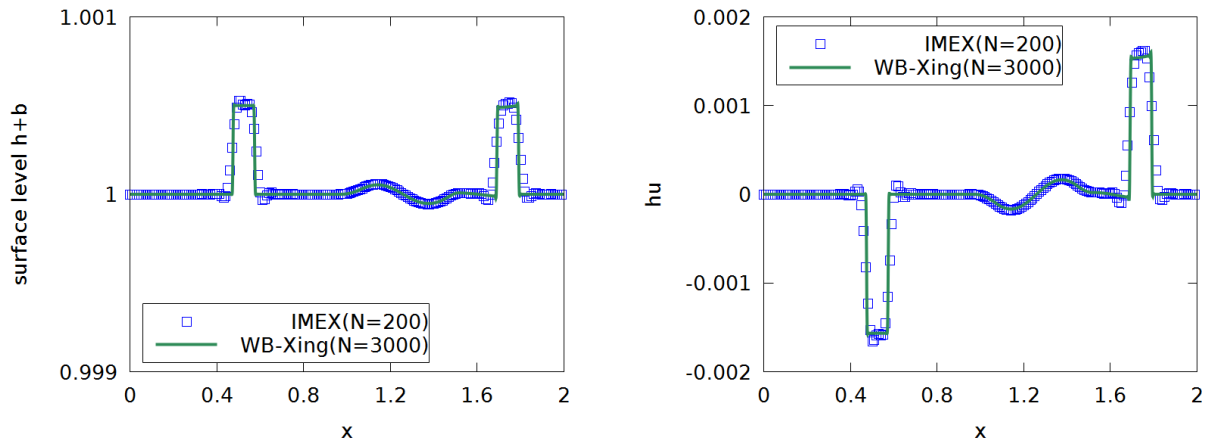 1.001
1
0.999
surface level h+b
IMEX(N=200)
WB-Xing(N=3000)
0 0.4 0.8 1.2 1.6 2
x
0.002
0.001
0
-0.001
-0.002
hu
IMEX(N=200)
WB-Xing(N=3000)
0 0.4 0.8 1.2 1.6 2
x